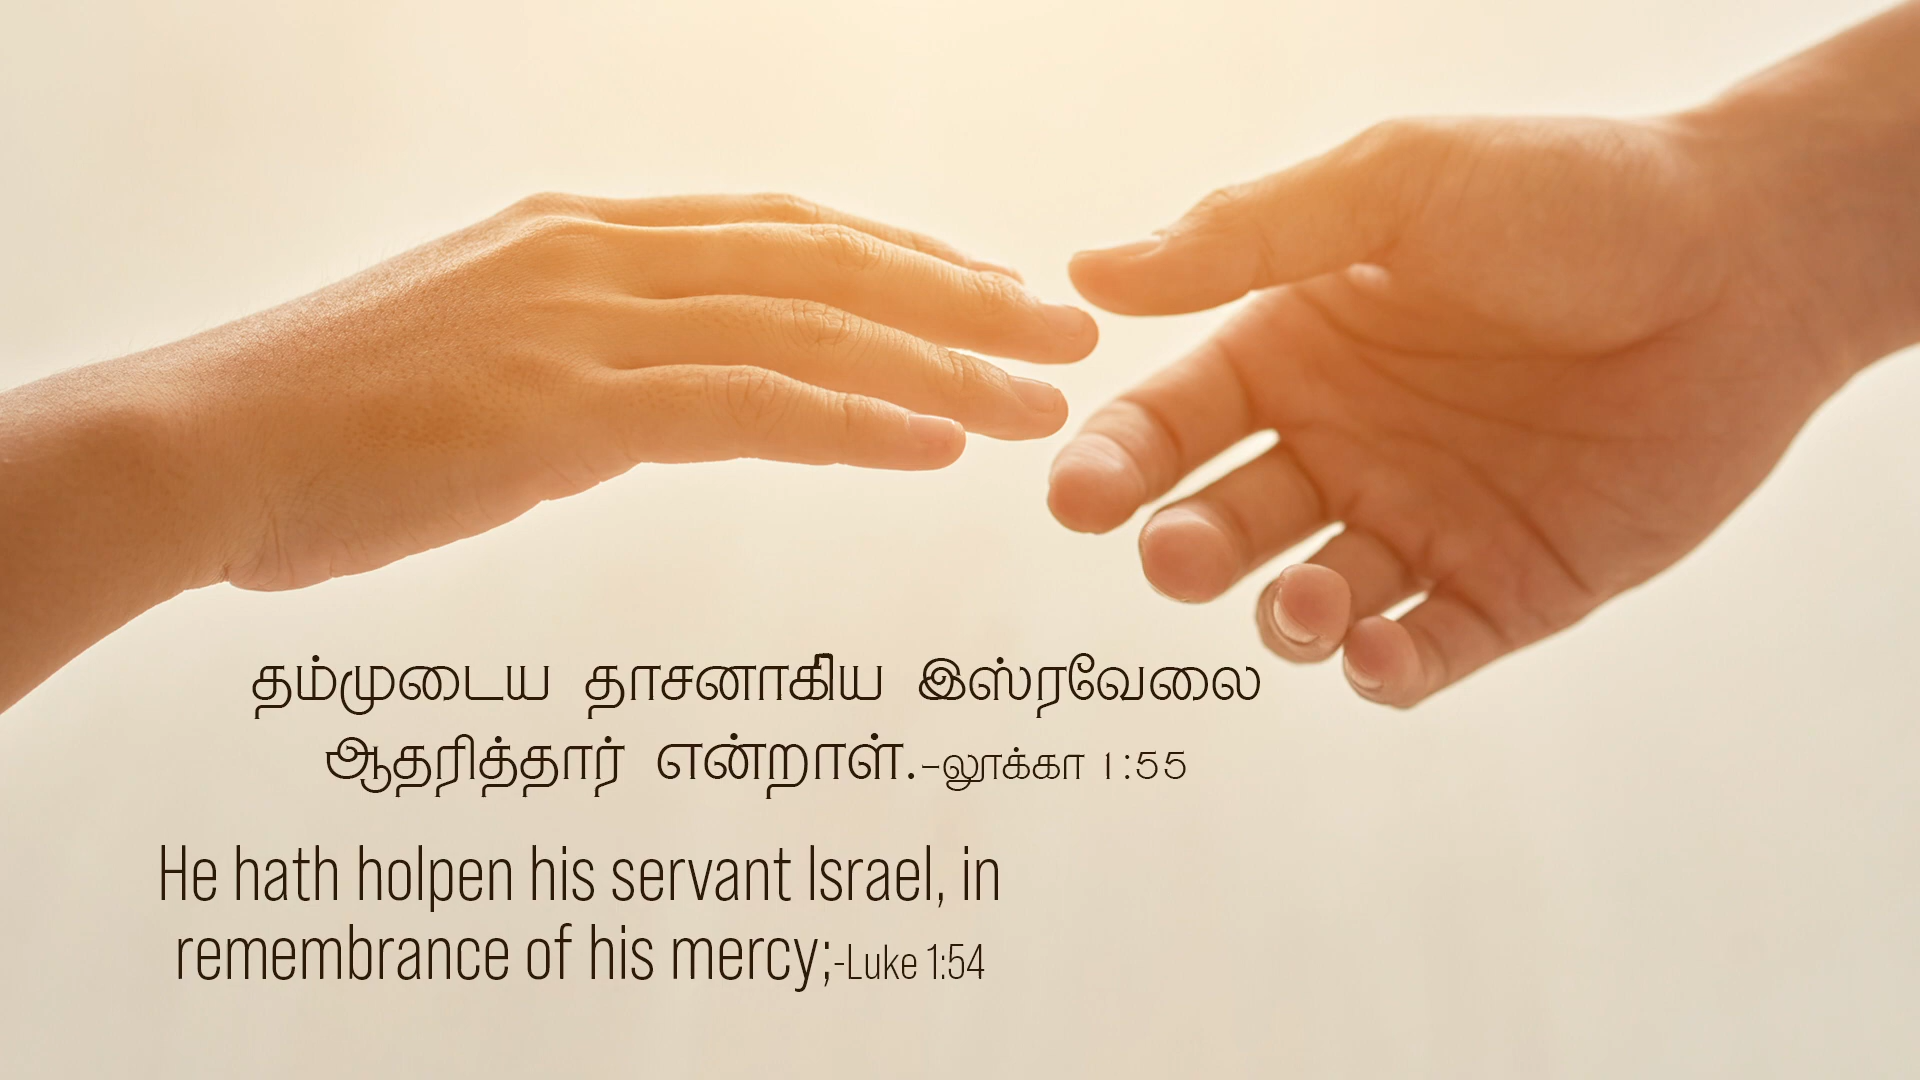 தம்முடைய தாசனாகிய இஸ்ரவேலை
ஆதரித்தார் என்றாள்.-லூக்கா 1:55
He hath holpen his servant Israel, in
remembrance of his mercy;-Luke 1:54